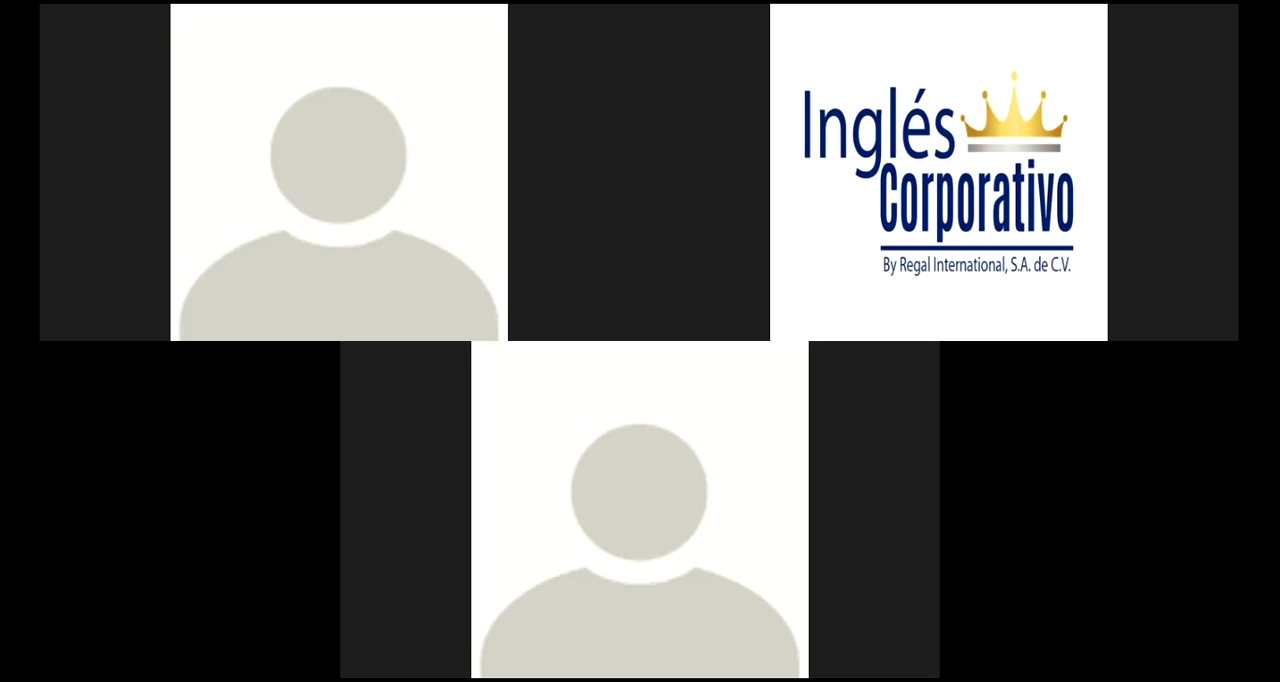 Inglés
Corporativo
By Regal International, S.A. de C.V.